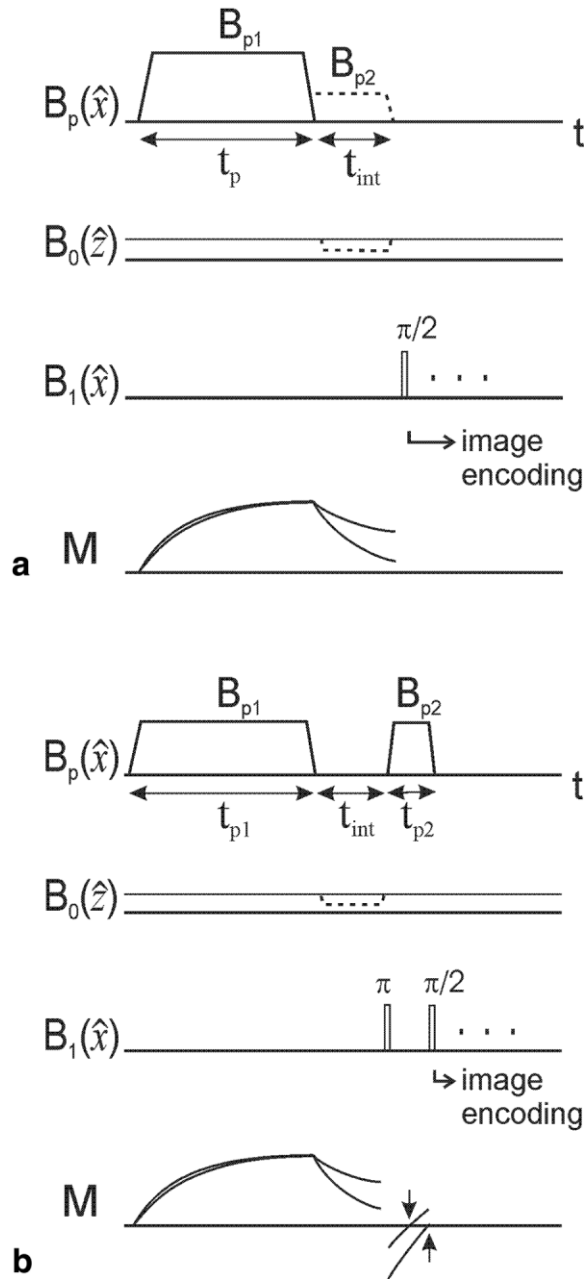 B_p1
B_p2
B_p(x̂)
t
t_p
t_int
B_0(ẑ)
π/2
B_1(x̂)
. . .
image
encoding
M
a
B_p1
B_p2
B_p(x̂)
t
t_p1
t_int
t_p2
B_0(ẑ)
π
π/2
B_1(x̂)
. . .
image
encoding
M
b